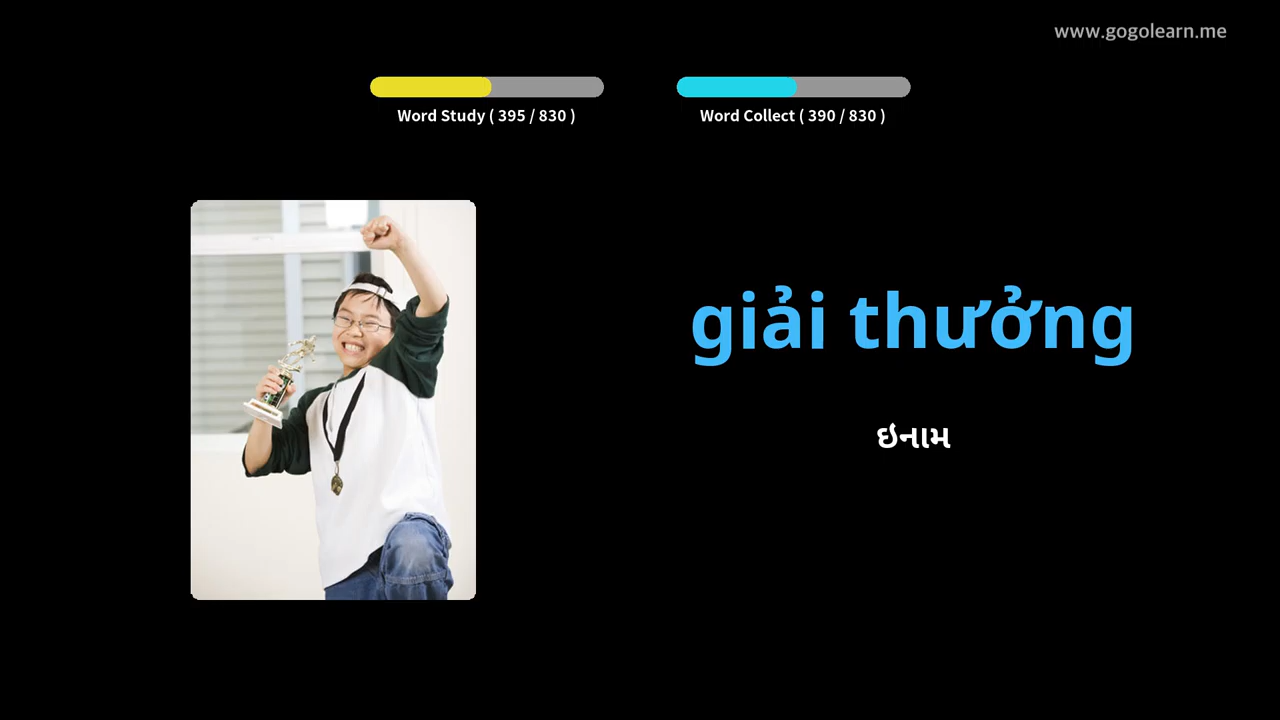 www.gogolearn.me
Word Study ( 395 / 830 )
Word Collect ( 390 / 830 )
giải thưởng
ઇનામ